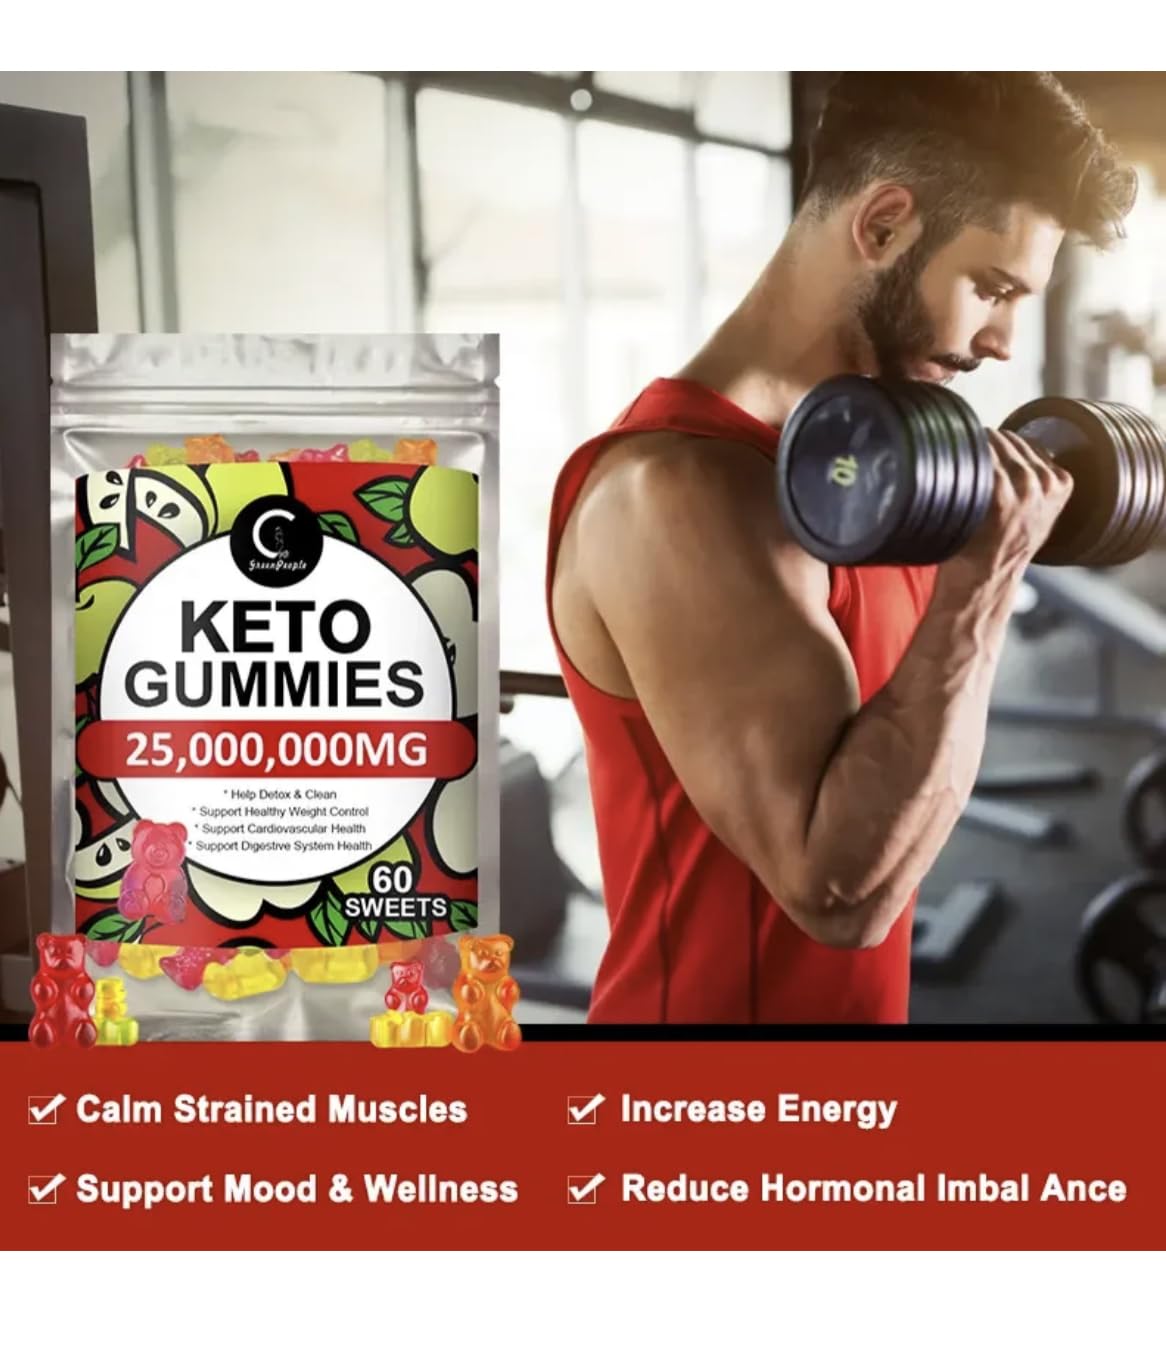 GreenPeople
KETO
GUMMIES
25,000,000MG
* Help Detox & Clean
* Support Healthy Weight Control
* Support Cardiovascular Health
* Support Digestive System Health
60
SWEETS
10
Calm Strained Muscles
Increase Energy
Support Mood & Wellness
Reduce Hormonal Imbal Ance